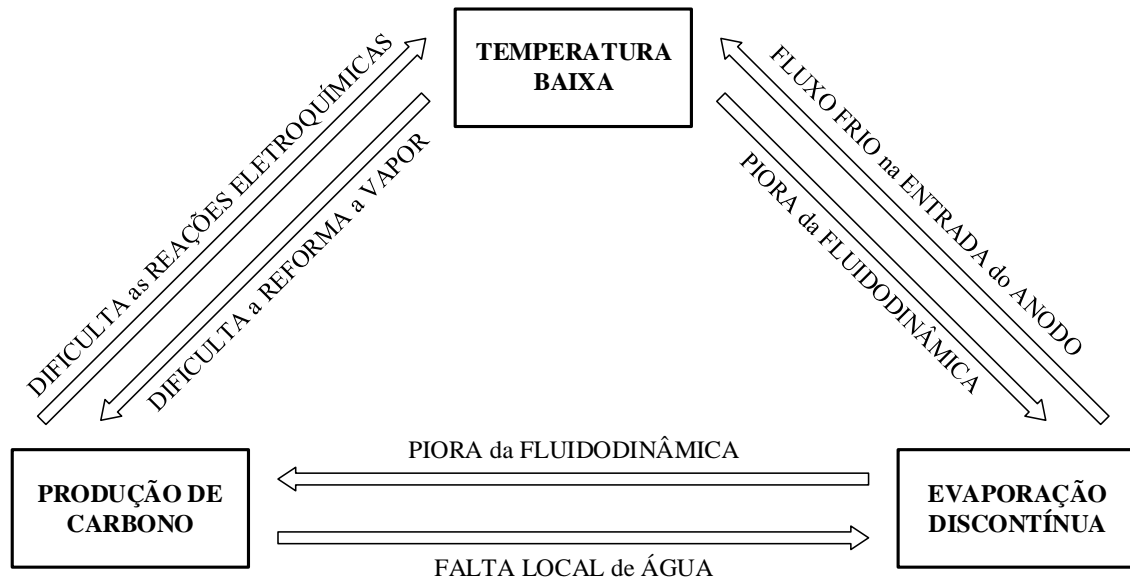 TEMPERATURA
BAIXA
DIFICULTA as REAÇÕES ELETROQUÍMICAS
DIFICULTA a REFORMA a VAPOR
FLUXO FRIO na ENTRADA do ANODO
PIORA da FLUIDODINÂMICA
PIORA da FLUIDODINÂMICA
PRODUÇÃO DE
CARBONO
EVAPORAÇÃO
DISCONTÍNUA
FALTA LOCAL de ÁGUA